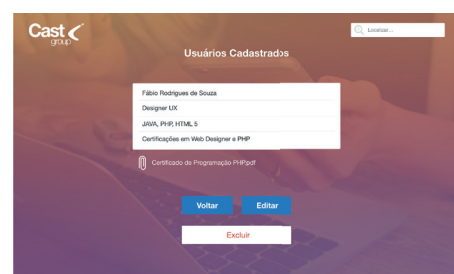 Cast
group
Localizar...
Usuários Cadastrados
Fábio Rodrigues de Souza
Designer UX
JAVA, PHP, HTML 5
Certificações em Web Designer e PHP
Certificado de Programação PHP.pdf
Voltar
Editar
Excluir